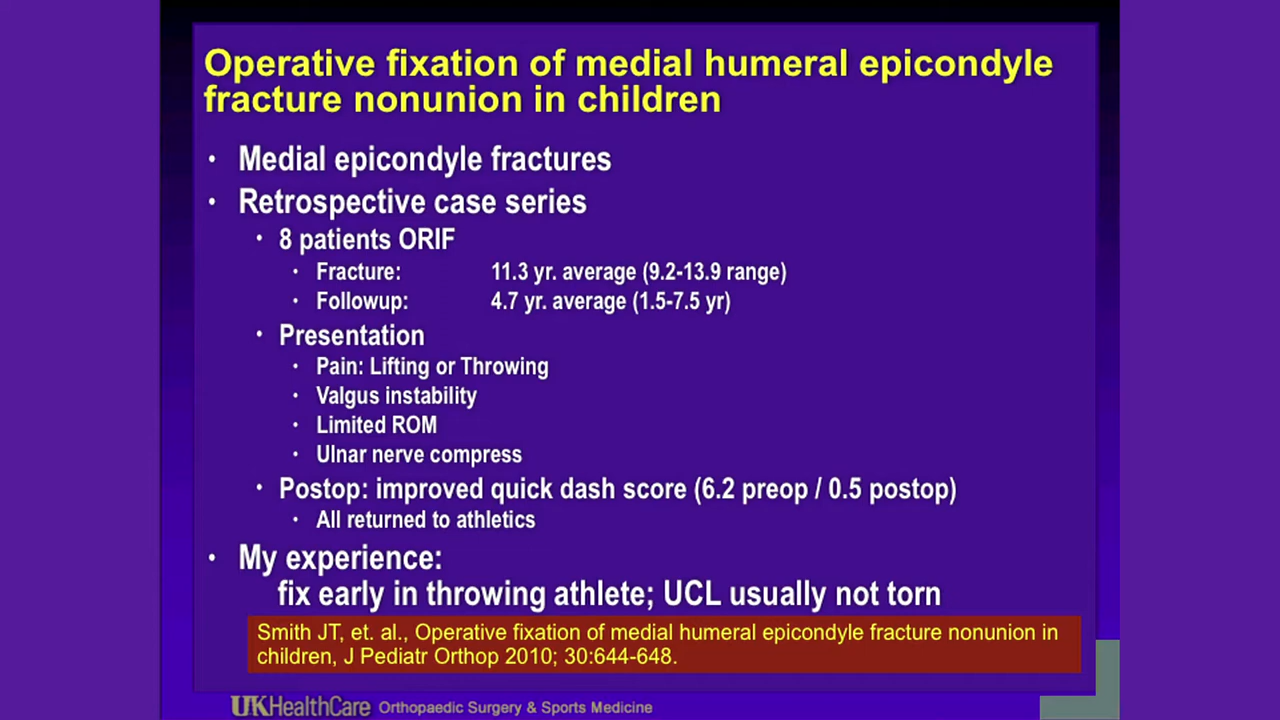 Operative fixation of medial humeral epicondyle
fracture nonunion in children
• Medial epicondyle fractures
• Retrospective case series
• 8 patients ORIF
• Fracture: 11.3 yr. average (9.2-13.9 range)
• Followup: 4.7 yr. average (1.5-7.5 yr)
• Presentation
• Pain: Lifting or Throwing
• Valgus instability
• Limited ROM
• Ulnar nerve compress
• Postop: improved quick dash score (6.2 preop / 0.5 postop)
• All returned to athletics
• My experience:
fix early in throwing athlete; UCL usually not torn
Smith JT, et. al., Operative fixation of medial humeral epicondyle fracture nonunion in
children, J Pediatr Orthop 2010; 30:644-648.
UKHealthCare Orthopaedic Surgery & Sports Medicine